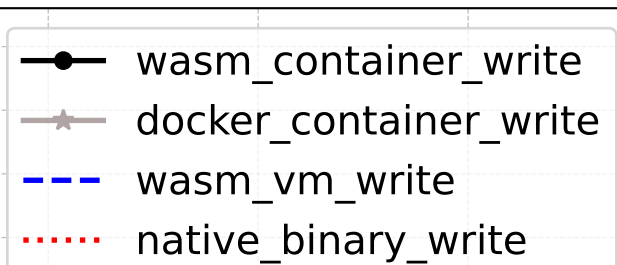 wasm_container_write
docker_container_write
wasm_vm_write
native_binary_write